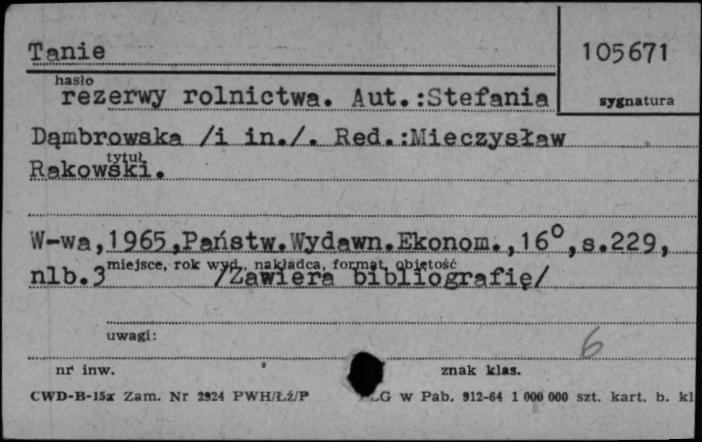 Tanie
105671
hasło
rezerwy rolnictwa. Aut.:Stefania
sygnatura
Dąmbrowska /i in./. Red.:Mieczysław
tytuł
Rakowski.
W-wa,1965,Państw.Wydawn.Ekonom.,16°,s.229,
miejsce, rok wyd., nakładca, format, objętość
nlb.3 /Zawiera bibliografię/
uwagi:
6
nr inw. znak klas.
CWD-B-15a Zam. Nr 2924 PWH/Łź/P ZLG w Pab. 912-64 1 000 000 szt. kart. b. kl